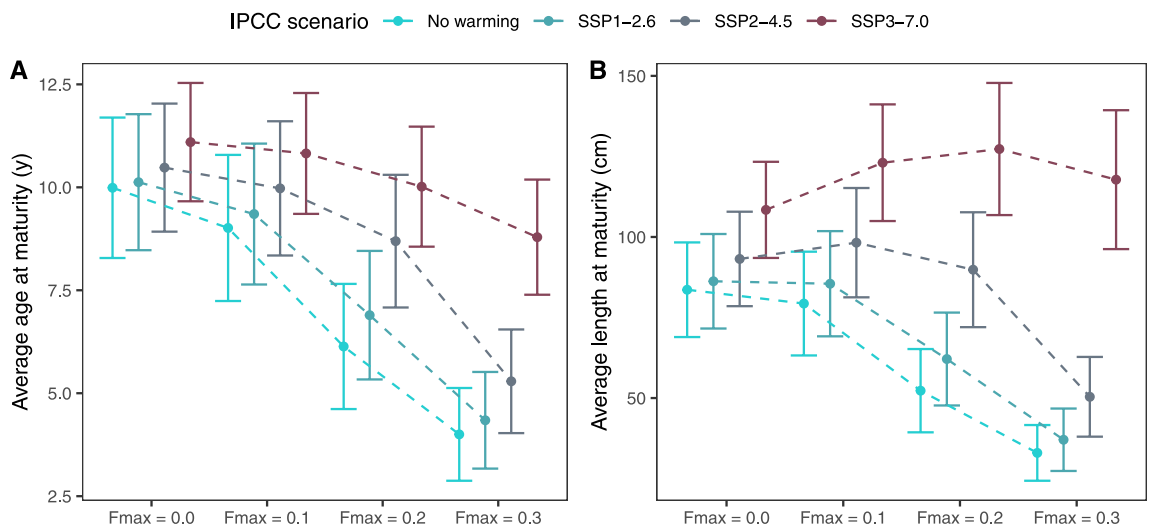 IPCC scenario No warming SSP1−2.6 SSP2−4.5 SSP3−7.0
A
12.5
10.0
7.5
5.0
2.5
Average age at maturity (y)
Fmax = 0.0 Fmax = 0.1 Fmax = 0.2 Fmax = 0.3
B
150
100
50
Average length at maturity (cm)
Fmax = 0.0 Fmax = 0.1 Fmax = 0.2 Fmax = 0.3